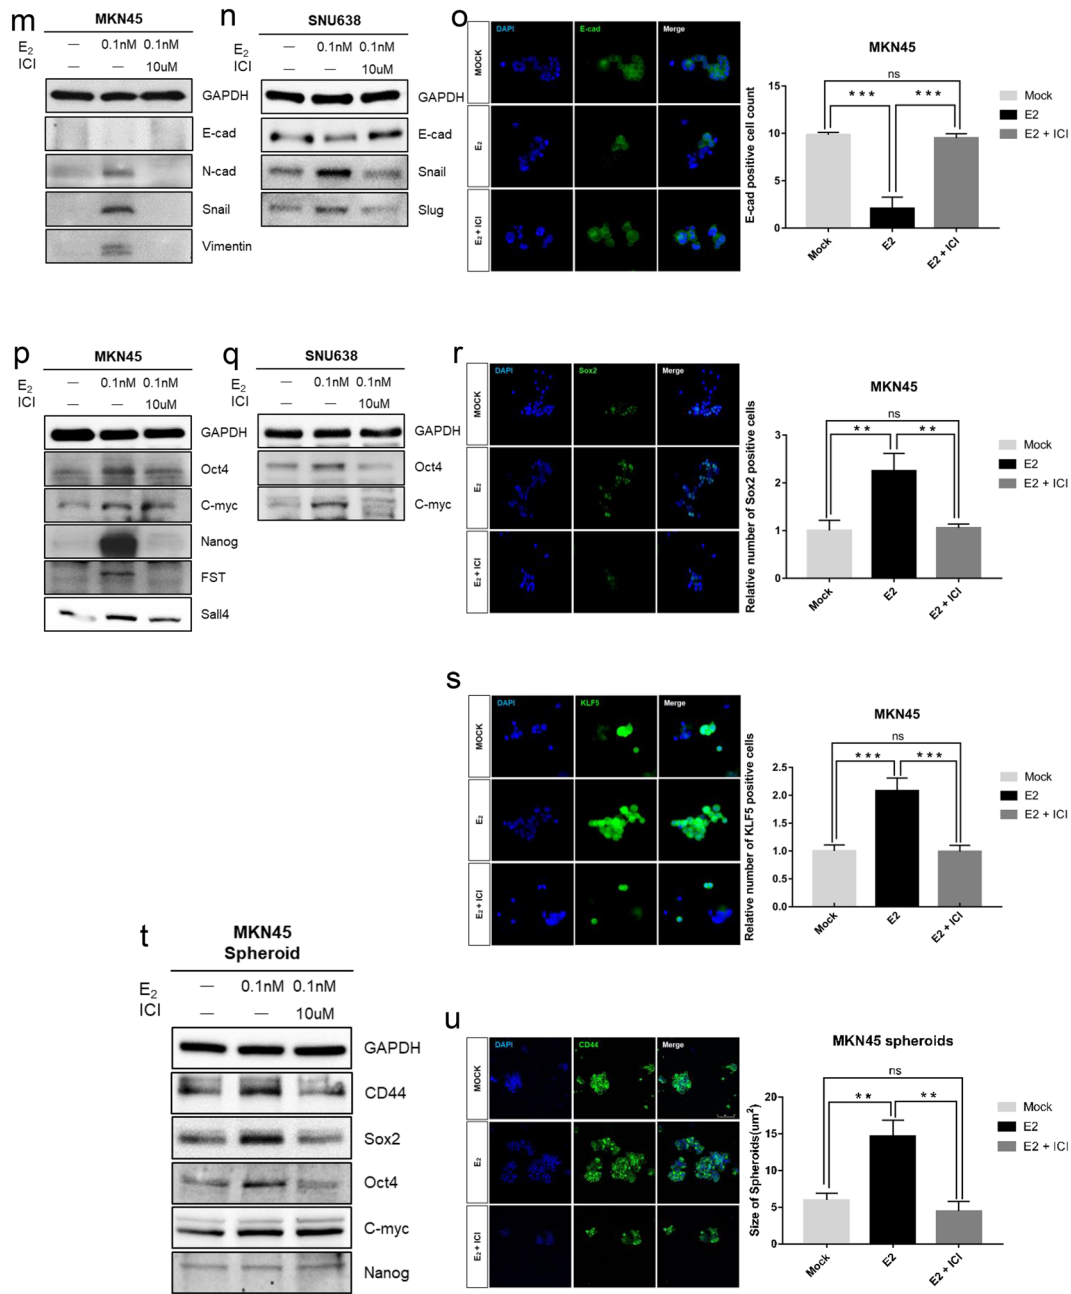 m
MKN45
E2 — 0.1nM 0.1nM
ICI — — 10uM
GAPDH
E-cad
N-cad
Snail
Vimentin
n
SNU638
E2 — 0.1nM 0.1nM
ICI — — 10uM
GAPDH
E-cad
Snail
Slug
o
DAPI E-cad Merge
MOCK
E2
E2 + ICI
MKN45
ns
*** ***
E-cad positive cell count
15
10
5
0
Mock E2 E2 + ICI
Mock
E2
E2 + ICI
p
MKN45
E2 — 0.1nM 0.1nM
ICI — — 10uM
GAPDH
Oct4
C-myc
Nanog
FST
Sall4
q
SNU638
E2 — 0.1nM 0.1nM
ICI — — 10uM
GAPDH
Oct4
C-myc
r
DAPI Sox2 Merge
MOCK
E2
E2 + ICI
MKN45
ns
** **
Relative number of Sox2 positive cells
3
2
1
0
Mock E2 E2 + ICI
Mock
E2
E2 + ICI
s
DAPI KLF5 Merge
MOCK
E2
E2 + ICI
MKN45
ns
*** ***
Relative number of KLF5 positive cells
2.5
2.0
1.5
1.0
0.5
0.0
Mock E2 E2 + ICI
Mock
E2
E2 + ICI
t
MKN45
Spheroid
E2 — 0.1nM 0.1nM
ICI — — 10uM
GAPDH
CD44
Sox2
Oct4
C-myc
Nanog
u
DAPI CD44 Merge
MOCK
E2
E2 + ICI
MKN45 spheroids
ns
** **
Size of Spheroids(um2)
20
15
10
5
0
Mock E2 E2 + ICI
Mock
E2
E2 + ICI